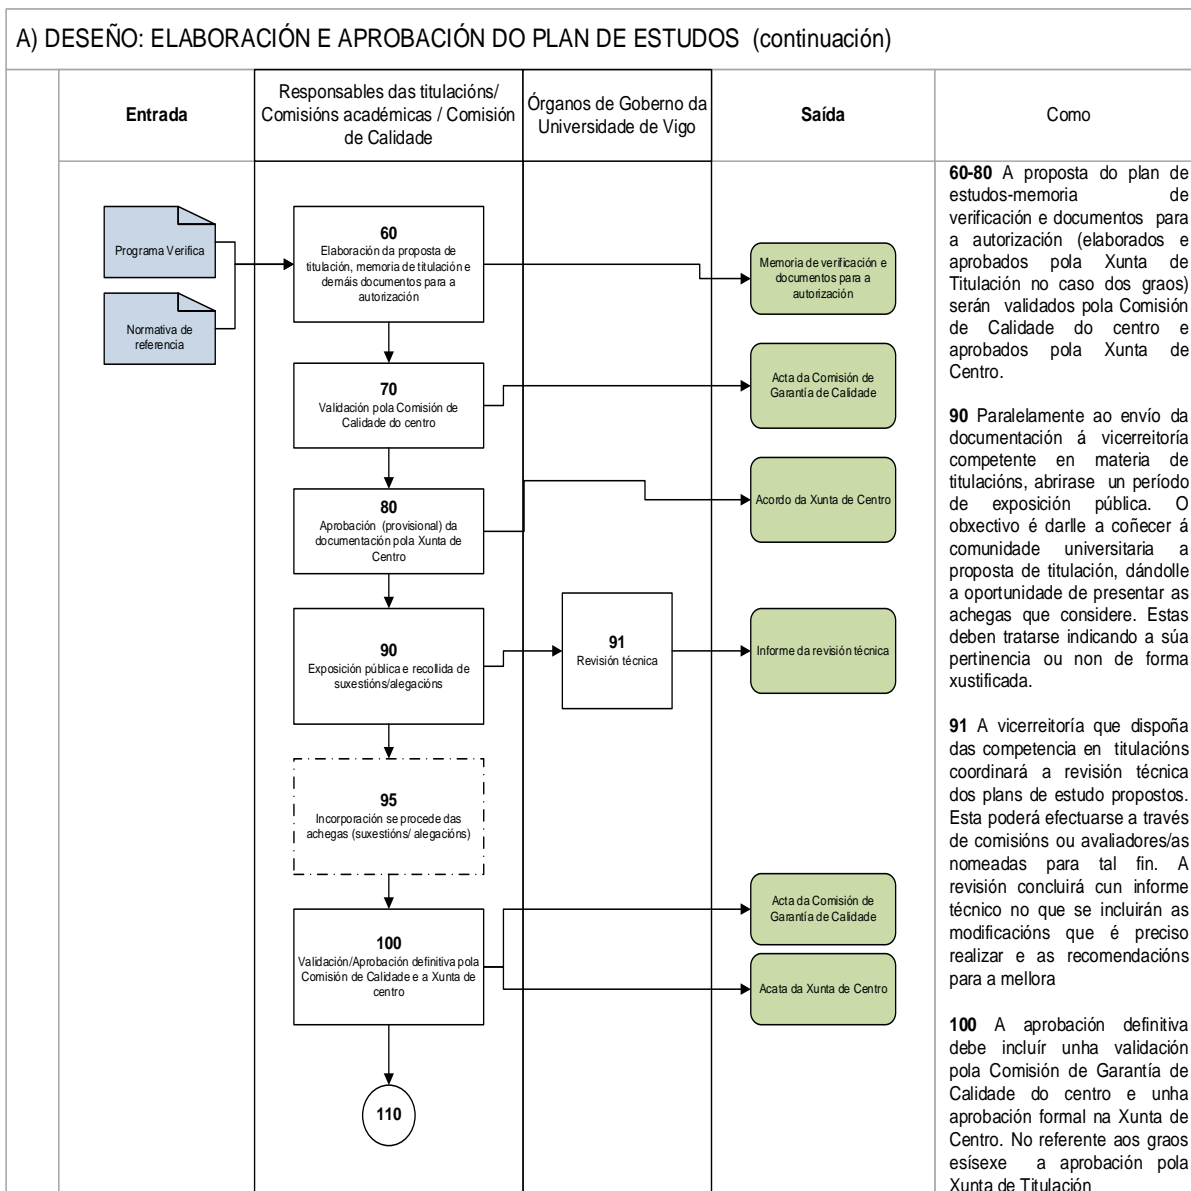 A) DESEÑO: ELABORACIÓN E APROBACIÓN DO PLAN DE ESTUDOS (continuación)
Entrada
Responsables das titulacións/
Comisións académicas / Comisión
de Calidade
Órganos de Goberno da
Universidade de Vigo
Saída
Como
Programa Verifica
Normativa de
referencia
60
Elaboración da proposta de
titulación, memoria de titulación e
demáis documentos para a
autorización
Memoria de verificación e
documentos para a
autorización
70
Validación pola Comisión de
Calidade do centro
Acta da Comisión de
Garantía de Calidade
80
Aprobación (provisional) da
documentación pola Xunta de
Centro
Acordo da Xunta de Centro
90
Exposición pública e recollida de
suxestións/alegacións
91
Revisión técnica
Informe da revisión técnica
95
Incorporación se procede das
achegas (suxestións/ alegacións)
100
Validación/Aprobación definitiva pola
Comisión de Calidade e a Xunta de
centro
Acta da Comisión de
Garantía de Calidade
Acata da Xunta de Centro
110
60-80 A proposta do plan de
estudos-memoria de
verificación e documentos para
a autorización (elaborados e
aprobados pola Xunta de
Titulación no caso dos graos)
serán validados pola Comisión
de Calidade do centro e
aprobados pola Xunta de
Centro.
90 Paralelamente ao envío da
documentación á vicerreitoría
competente en materia de
titulacións, abrirase un período
de exposición pública. O
obxectivo é darlle a coñecer á
comunidade universitaria a
proposta de titulación, dándolle
a oportunidade de presentar as
achegas que considere. Estas
deben tratarse indicando a súa
pertinencia ou non de forma
xustificada.
91 A vicerreitoría que dispoña
das competencia en titulacións
coordinará a revisión técnica
dos plans de estudo propostos.
Esta poderá efectuarse a través
de comisións ou avaliadores/as
nomeadas para tal fin. A
revisión concluirá cun informe
técnico no que se incluirán as
modificacións que é preciso
realizar e as recomendacións
para a mellora
100 A aprobación definitiva
debe incluír unha validación
pola Comisión de Garantía de
Calidade do centro e unha
aprobación formal na Xunta de
Centro. No referente aos graos
esísexe a aprobación pola
Xunta de Titulación